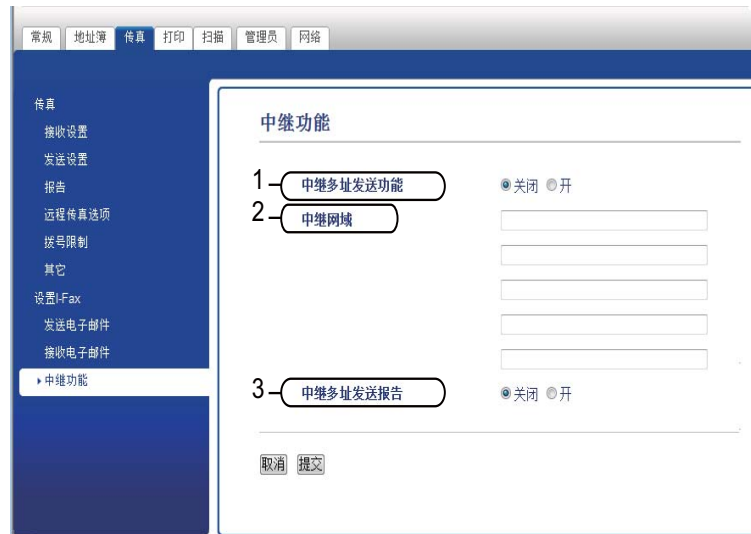 常规 地址簿 传真 打印 扫描 管理员 网络
传真
接收设置
发送设置
报告
远程传真选项
拨号限制
其它
设置I-Fax
发送电子邮件
接收电子邮件
中继功能
中继功能
1 中继多址发送功能 关闭 开
2 中继网域
3 中继多址发送报告 关闭 开
取消 提交